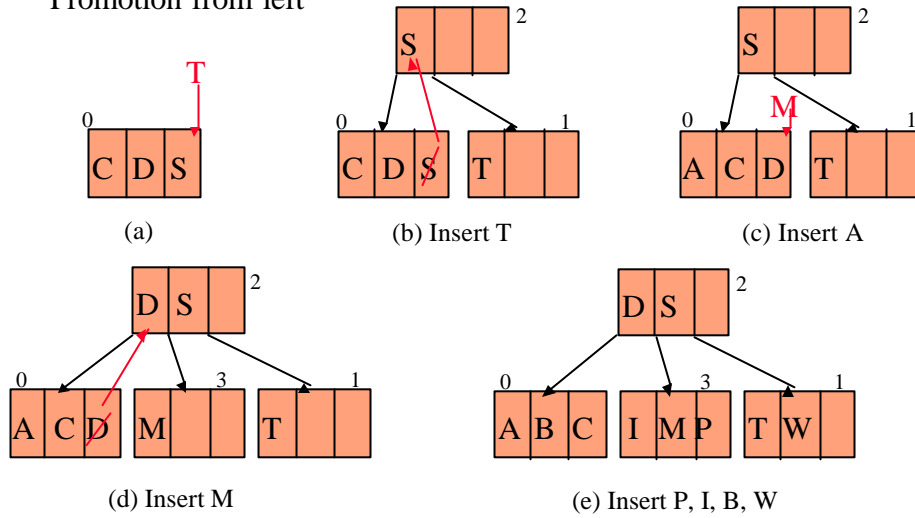 Promotion from left
T
0
C D S
(a)
S
2
0
1
C D S
T
(b) Insert T
S
2
M
0
1
A C D
T
(c) Insert A
D S
2
0
3
1
A C D
M
T
(d) Insert M
D S
2
0
3
1
A B C
I M P
T W
(e) Insert P, I, B, W